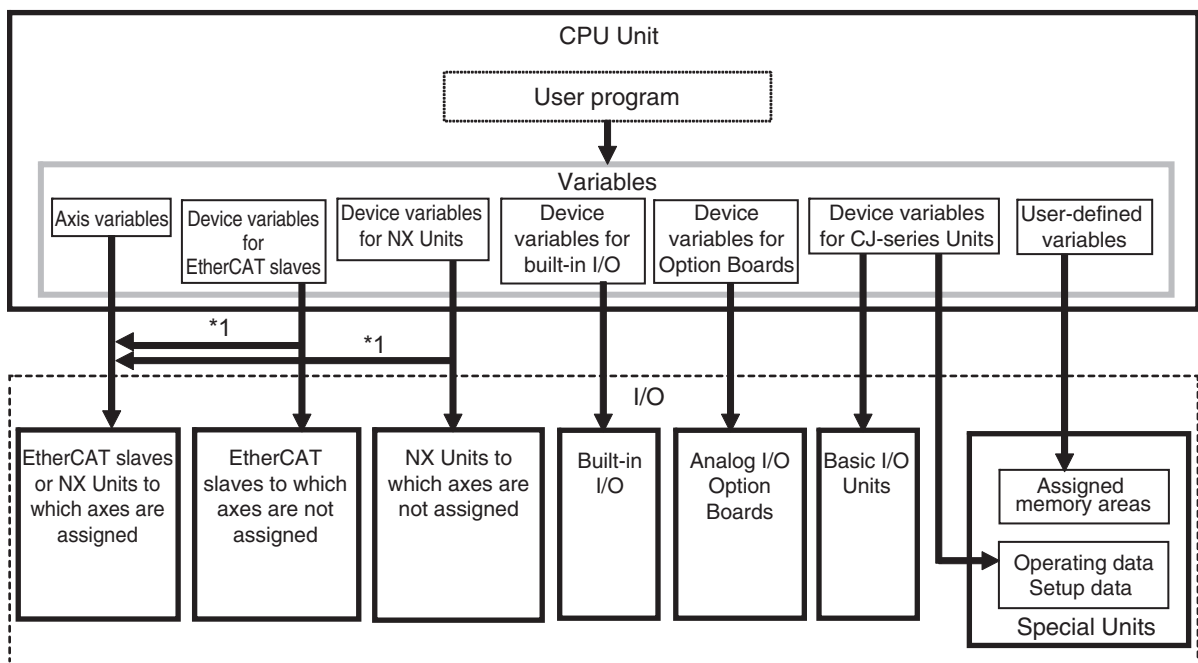 CPU Unit
User program
Variables
Axis variables
Device variables
for
EtherCAT slaves
Device variables
for NX Units
Device
variables for
built-in I/O
Device
variables for
Option Boards
Device variables
for CJ-series Units
User-defined
variables
*1
*1
I/O
EtherCAT slaves
or NX Units to
which axes are
assigned
EtherCAT
slaves to which
axes are not
assigned
NX Units to
which axes are
not assigned
Built-in
I/O
Analog I/O
Option
Boards
Basic I/O
Units
Assigned
memory areas
Operating data
Setup data
Special Units